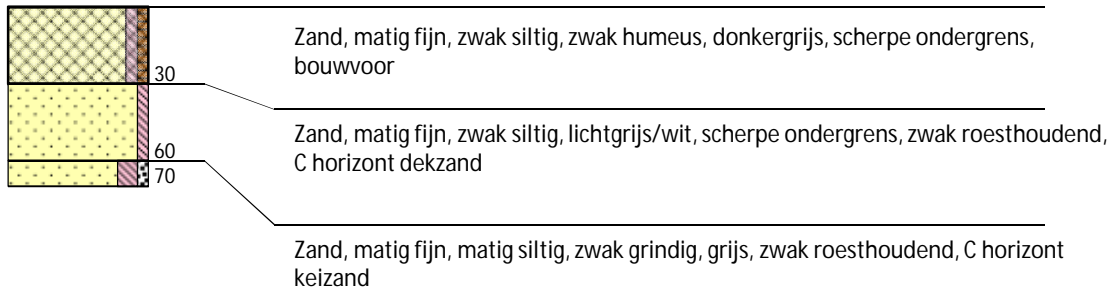 Zand, matig fijn, zwak siltig, zwak humeus, donkergrijs, scherpe ondergrens,
bouwvoor
30
Zand, matig fijn, zwak siltig, lichtgrijs/wit, scherpe ondergrens, zwak roesthoudend,
C horizont dekzand
60
70
Zand, matig fijn, matig siltig, zwak grindig, grijs, zwak roesthoudend, C horizont
keizand